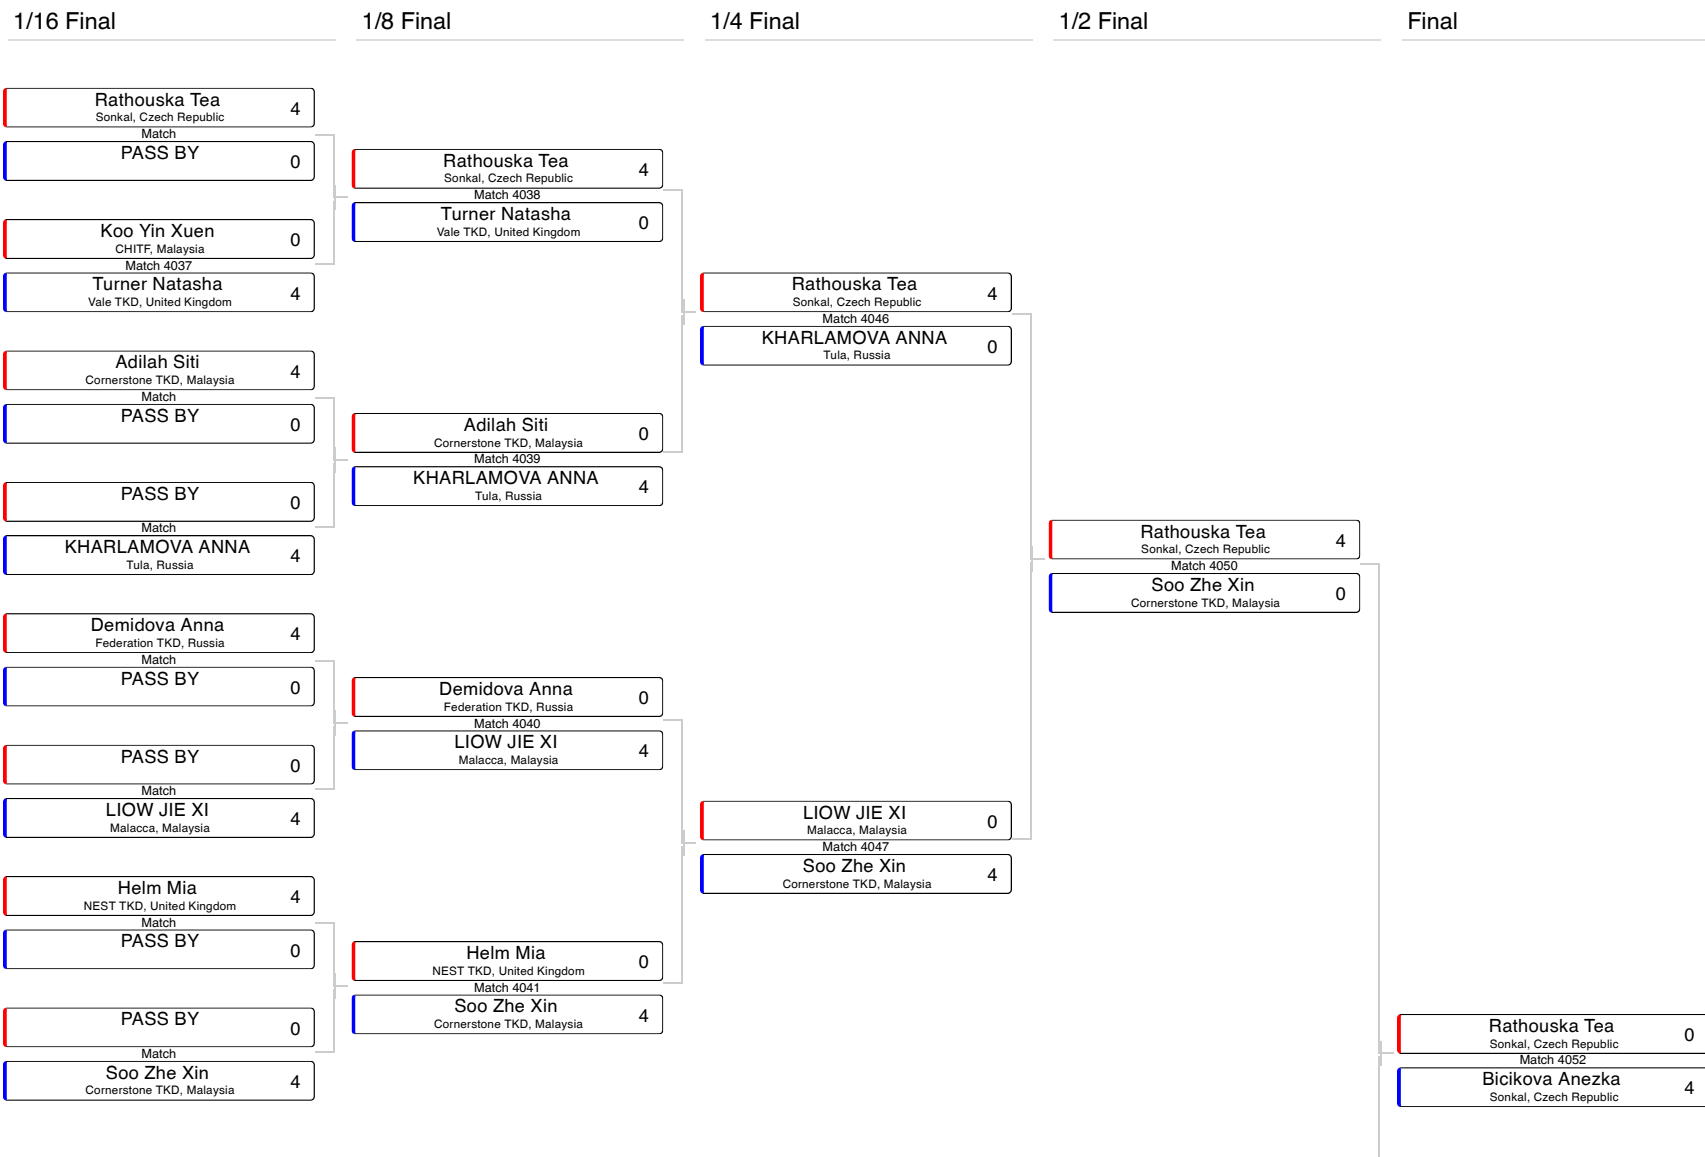 1/16 Final
1/8 Final
1/4 Final
1/2 Final
Final
Rathouska Tea
Sonkal, Czech Republic
4
Match
PASS BY
0
Koo Yin Xuen
CHITF, Malaysia
0
Match 4037
Turner Natasha
Vale TKD, United Kingdom
4
Adilah Siti
Cornerstone TKD, Malaysia
4
Match
PASS BY
0
PASS BY
0
Match
KHARLAMOVA ANNA
Tula, Russia
4
Demidova Anna
Federation TKD, Russia
4
Match
PASS BY
0
PASS BY
0
Match
LIOW JIE XI
Malacca, Malaysia
4
Helm Mia
NEST TKD, United Kingdom
4
Match
PASS BY
0
PASS BY
0
Match
Soo Zhe Xin
Cornerstone TKD, Malaysia
4
Rathouska Tea
Sonkal, Czech Republic
4
Match 4038
Turner Natasha
Vale TKD, United Kingdom
0
Adilah Siti
Cornerstone TKD, Malaysia
0
Match 4039
KHARLAMOVA ANNA
Tula, Russia
4
Demidova Anna
Federation TKD, Russia
0
Match 4040
LIOW JIE XI
Malacca, Malaysia
4
Helm Mia
NEST TKD, United Kingdom
0
Match 4041
Soo Zhe Xin
Cornerstone TKD, Malaysia
4
Rathouska Tea
Sonkal, Czech Republic
4
Match 4046
KHARLAMOVA ANNA
Tula, Russia
0
LIOW JIE XI
Malacca, Malaysia
0
Match 4047
Soo Zhe Xin
Cornerstone TKD, Malaysia
4
Rathouska Tea
Sonkal, Czech Republic
4
Match 4050
Soo Zhe Xin
Cornerstone TKD, Malaysia
0
Rathouska Tea
Sonkal, Czech Republic
0
Match 4052
Bicikova Anezka
Sonkal, Czech Republic
4